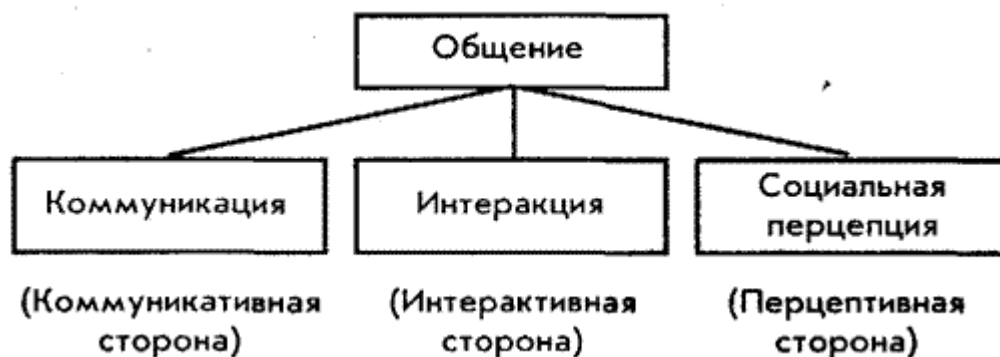 Общение
Коммуникация
Интеракция
Социальная
перцепция
(Коммуникативная
сторона)
(Интерактивная
сторона)
(Перцептивная
сторона)